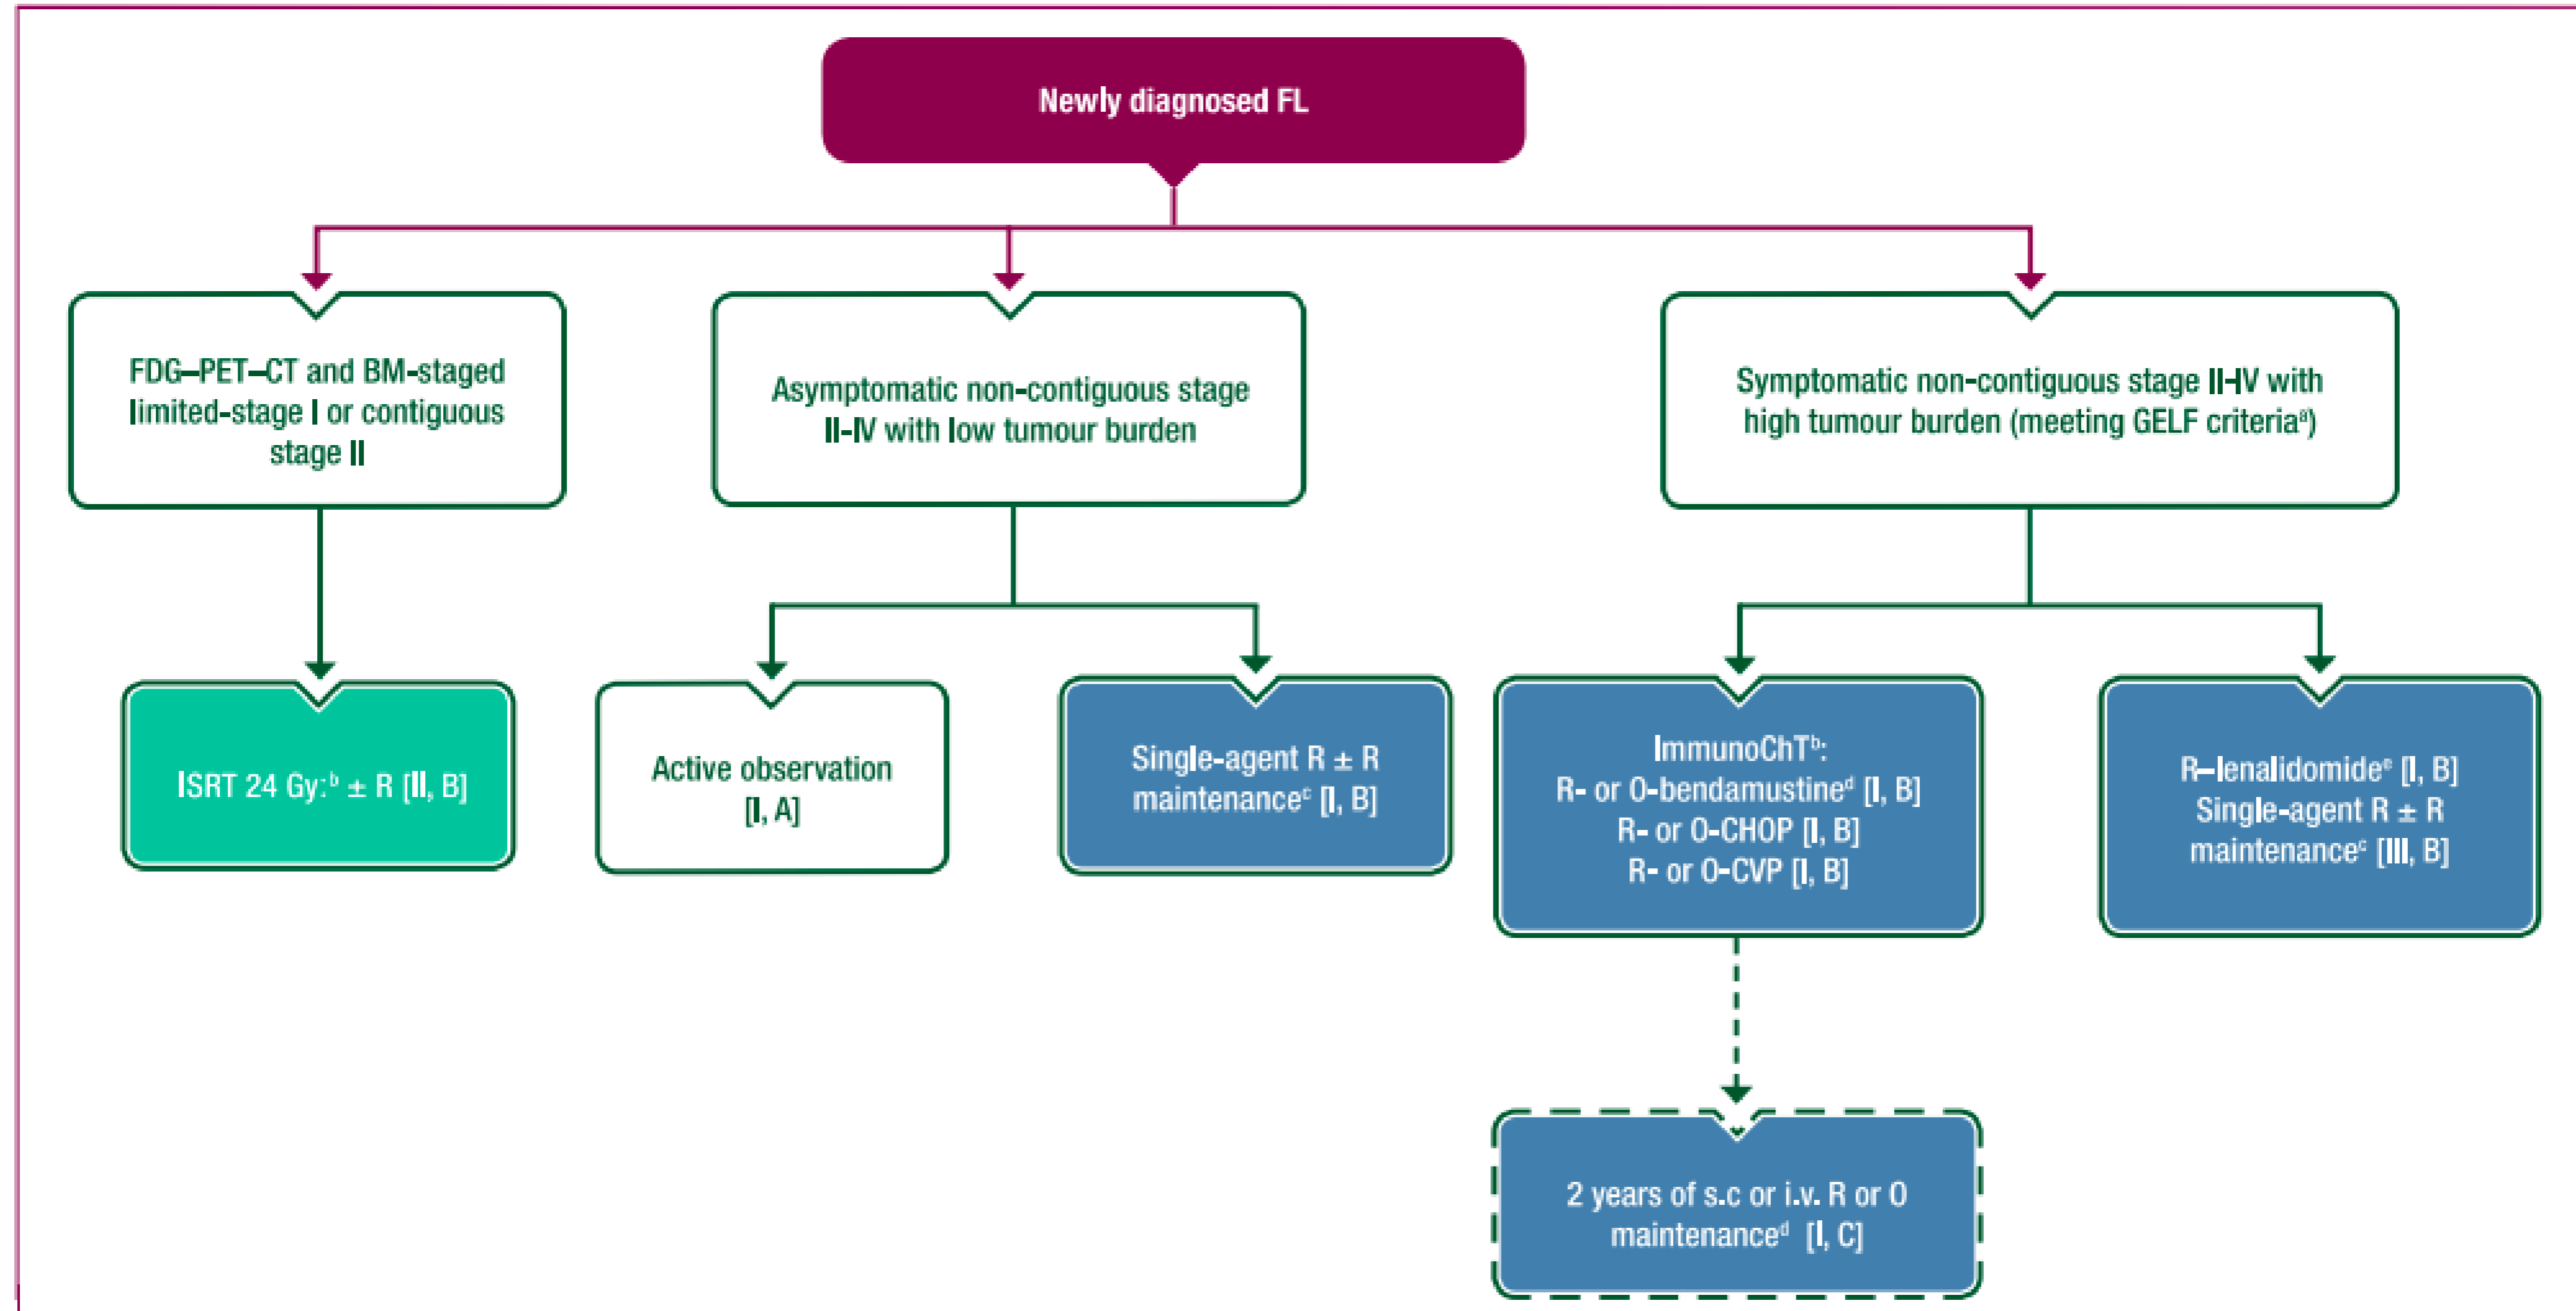 Newly diagnosed FL
FDG–PET–CT and BM-staged
limited-stage I or contiguous
stage II
Asymptomatic non-contiguous stage
II-IV with low tumour burden
Symptomatic non-contiguous stage II-IV with
high tumour burden (meeting GELF criteriaᵃ)
ISRT 24 Gy:ᵇ ± R [II, B]
Active observation
[I, A]
Single-agent R ± R
maintenanceᶜ [I, B]
ImmunoChTᵇ:
R- or O-bendamustineᵈ [I, B]
R- or O-CHOP [I, B]
R- or O-CVP [I, B]
R–lenalidomideᵉ [I, B]
Single-agent R ± R
maintenanceᶜ [III, B]
2 years of s.c or i.v. R or O
maintenanceᵈ [I, C]